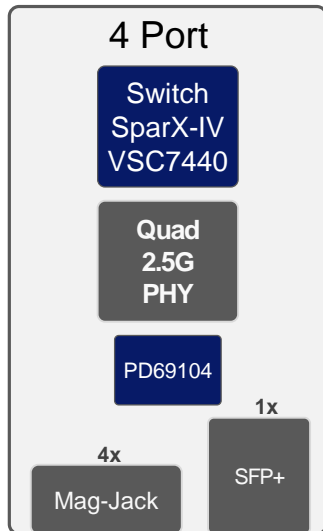 4 Port
Switch
SparX-IV
VSC7440
Quad
2.5G
PHY
PD69104
1x
4x
SFP+
Mag-Jack